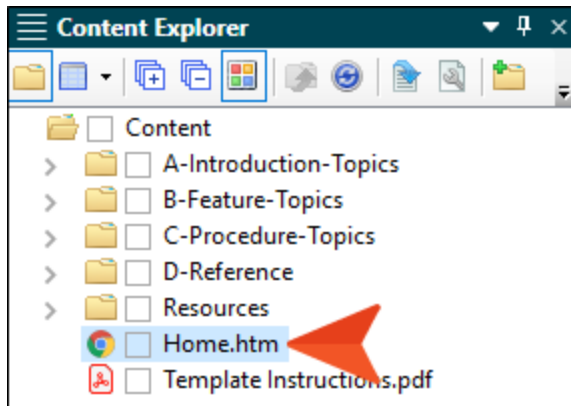 Content Explorer
Content
A-Introduction-Topics
B-Feature-Topics
C-Procedure-Topics
D-Reference
Resources
Home.htm
Template Instructions.pdf